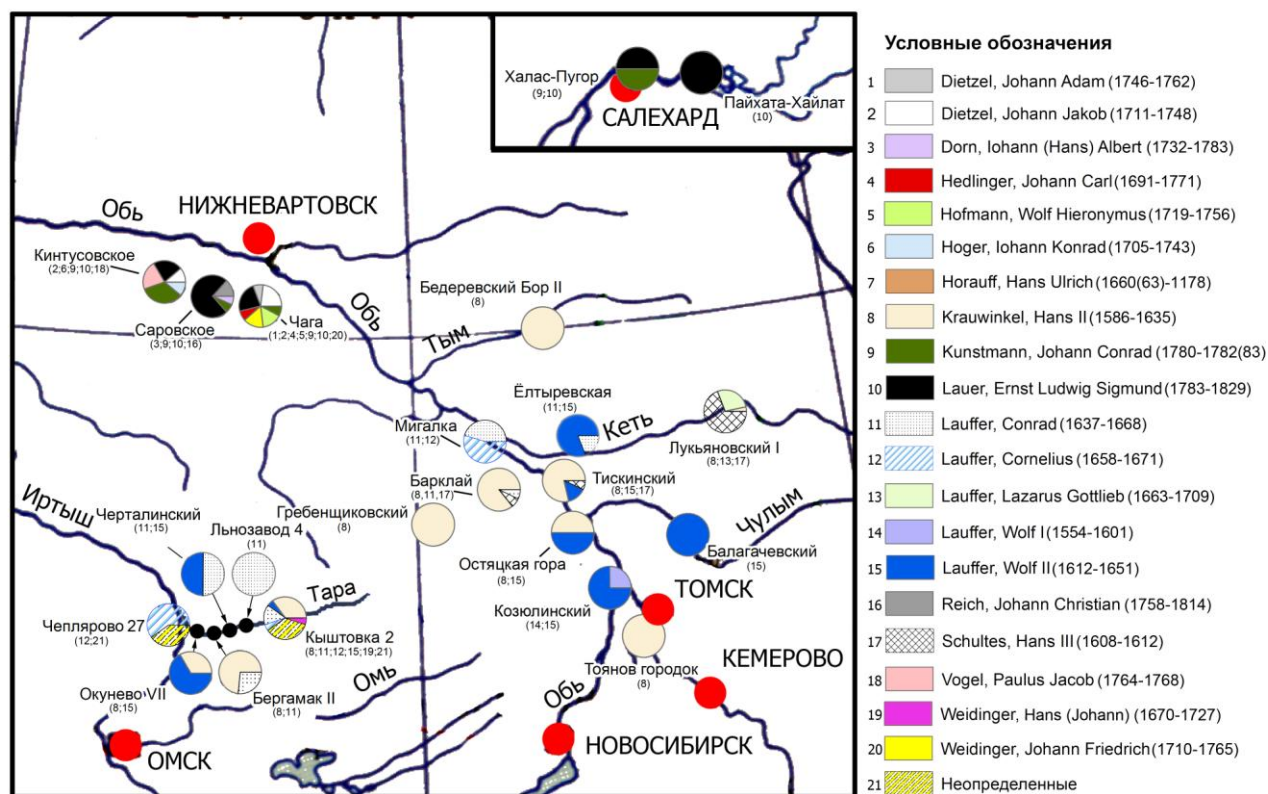 Халас-Пугор
(9;10)
Пайхата-Хайлат
(10)
САЛЕХАРД
Обь
НИЖНЕВАРТОВСК
Кинтусовское
(2;6;9;10;18)
Саровское
(3;9;10;16)
Чага
(1;2;4;5;9;10;20)
Обь
Бедеревский Бор II
(8)
Тым
Ёлтыревская
(11;15)
Кеть
Мигалка
(11;12)
Лукьяновский I
(8;13;17)
Барклай
(8,11,17)
Тискинский
(8;15;17)
Гребенщиковский
(8)
Иртыш
Черталинский
(11;15)
Льнозавод 4
(11)
Чулым
Остяцкая гора
(8;15)
Балагачевский
(15)
Тара
ТОМСК
Козюлинский
(14;15)
Чеплярово 27
(12;21)
Кыштовка 2
(8;11;12;15;19;21)
Тоянов городок
(8)
КЕМЕРОВО
Окунево VII
(8;15)
Бергамак II
(8;11)
Омь
Обь
ОМСК
НОВОСИБИРСК
Условные обозначения
1 Dietzel, Johann Adam (1746-1762)
2 Dietzel, Johann Jakob (1711-1748)
3 Dorn, Iohann (Hans) Albert (1732-1783)
4 Hedlinger, Johann Carl (1691-1771)
5 Hofmann, Wolf Hieronymus (1719-1756)
6 Hoger, Iohann Konrad (1705-1743)
7 Horauff, Hans Ulrich (1660(63)-1178)
8 Krauwinkel, Hans II (1586-1635)
9 Kunstmann, Johann Conrad (1780-1782(83)
10 Lauer, Ernst Ludwig Sigmund (1783-1829)
11 Lauffer, Conrad (1637-1668)
12 Lauffer, Cornelius (1658-1671)
13 Lauffer, Lazarus Gottlieb (1663-1709)
14 Lauffer, Wolf I (1554-1601)
15 Lauffer, Wolf II (1612-1651)
16 Reich, Johann Christian (1758-1814)
17 Schultes, Hans III (1608-1612)
18 Vogel, Paulus Jacob (1764-1768)
19 Weidinger, Hans (Johann) (1670-1727)
20 Weidinger, Johann Friedrich (1710-1765)
21 Неопределенные